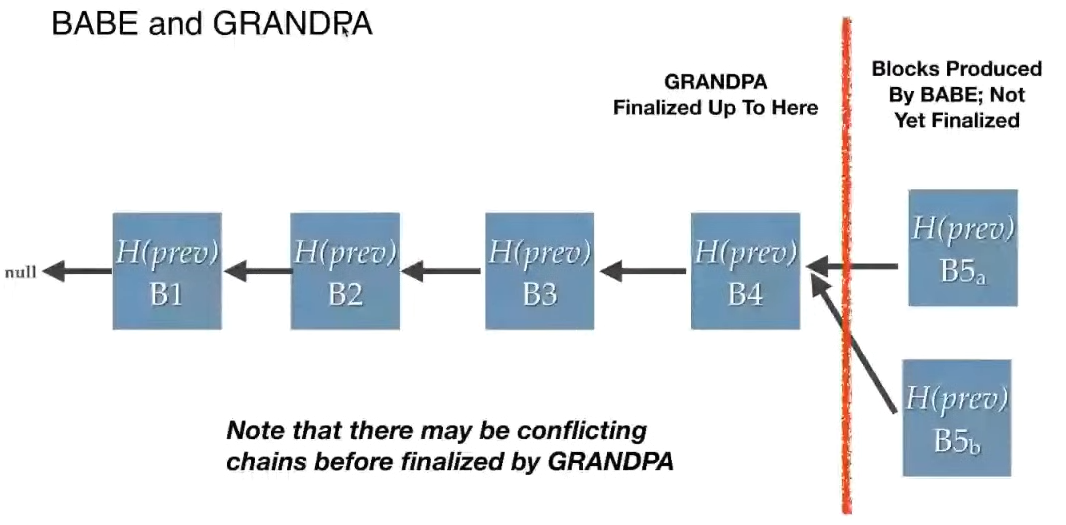 BABE and GRANDPA
GRANDPA
Finalized Up To Here
Blocks Produced
By BABE; Not
Yet Finalized
null
H(prev)
B1
H(prev)
B2
H(prev)
B3
H(prev)
B4
H(prev)
B5a
H(prev)
B5b
Note that there may be conflicting
chains before finalized by GRANDPA